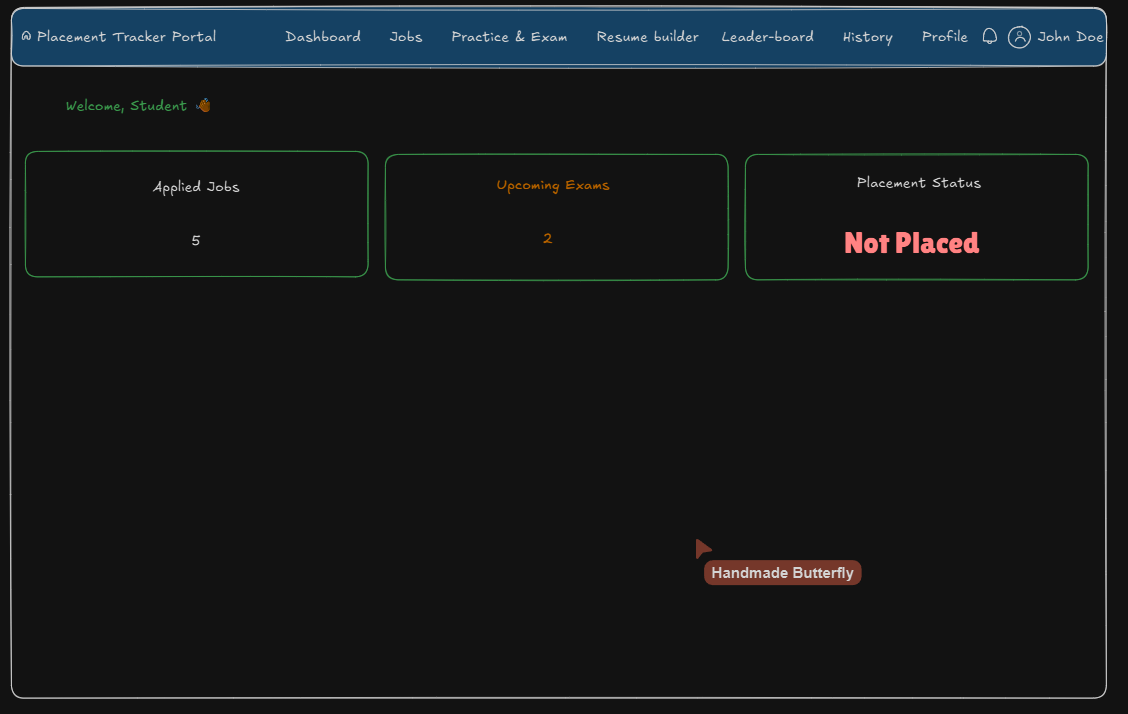 Placement Tracker Portal Dashboard Jobs Practice & Exam Resume builder Leader-board History Profile John Doe
Welcome, Student 👋
Applied Jobs
5
Upcoming Exams
2
Placement Status
Not Placed
Handmade Butterfly